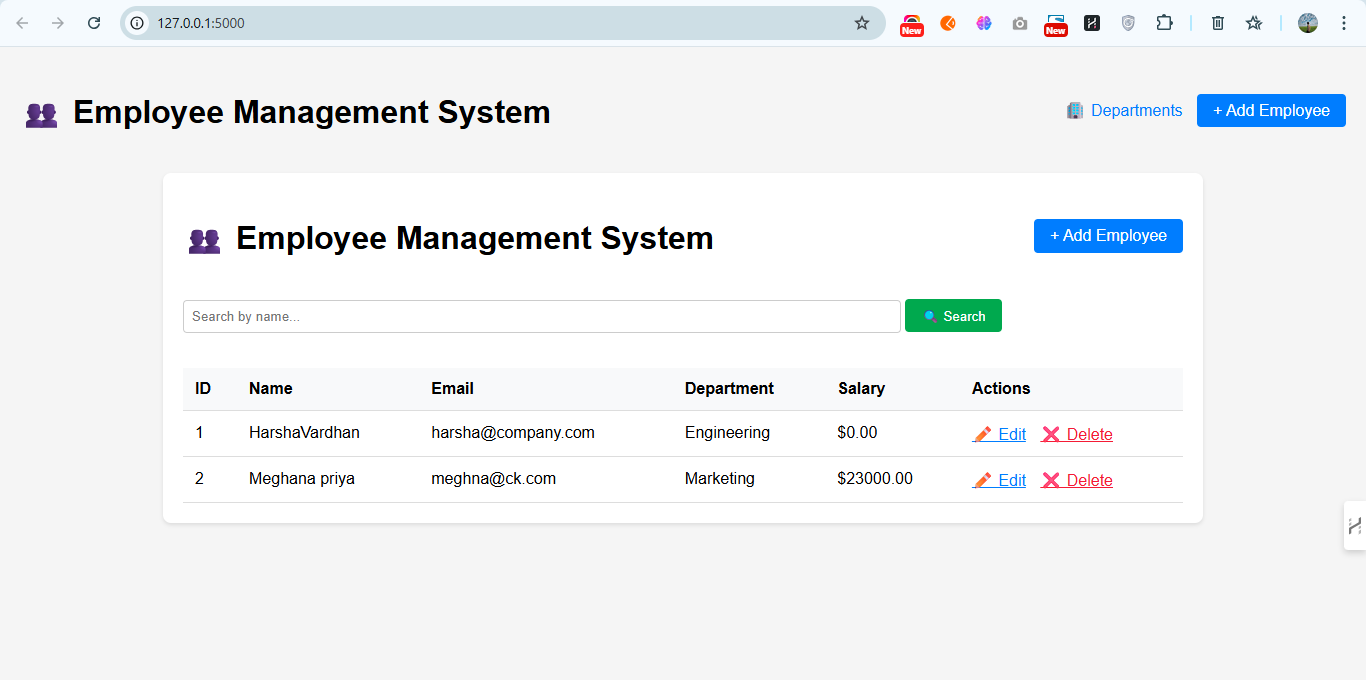 127.0.0.1:5000
New
New
Employee Management System
Departments
+ Add Employee
Employee Management System
+ Add Employee
Search by name...
Search
ID Name Email Department Salary Actions
1 HarshaVardhan harsha@company.com Engineering $0.00 Edit Delete
2 Meghana priya meghna@ck.com Marketing $23000.00 Edit Delete